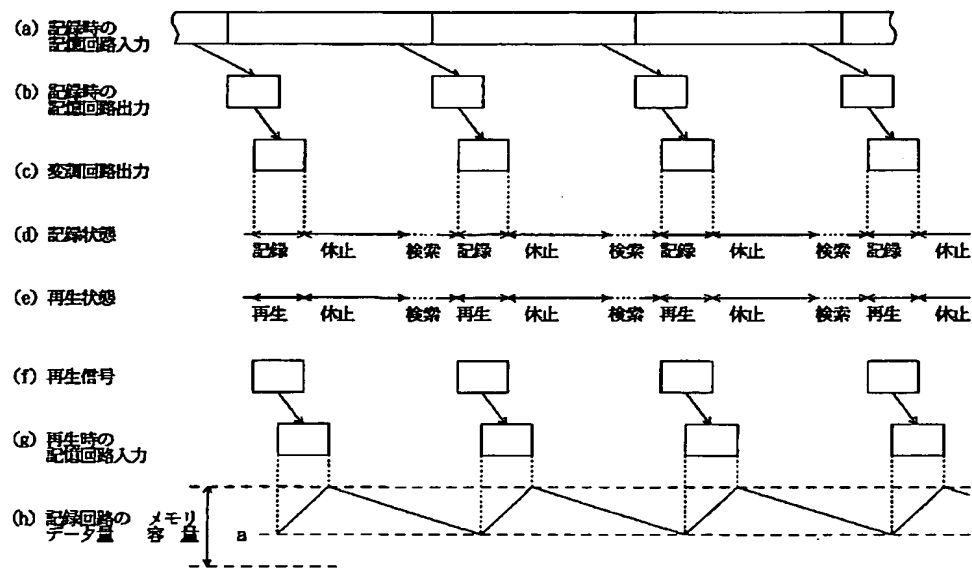 (a) 記録時の
記憶回路入力
(b) 記録時の
記憶回路出力
(c) 変調回路出力
(d) 記録状態
記録 休止 検索 記録 休止 検索 記録 休止 検索 記録 休止
(e) 再生状態
再生 休止 検索 再生 休止 検索 再生 休止 検索 再生 休止
(f) 再生信号
(g) 再生時の
記憶回路入力
(h) 記録回路の
データ量
メモリ
容 量
a